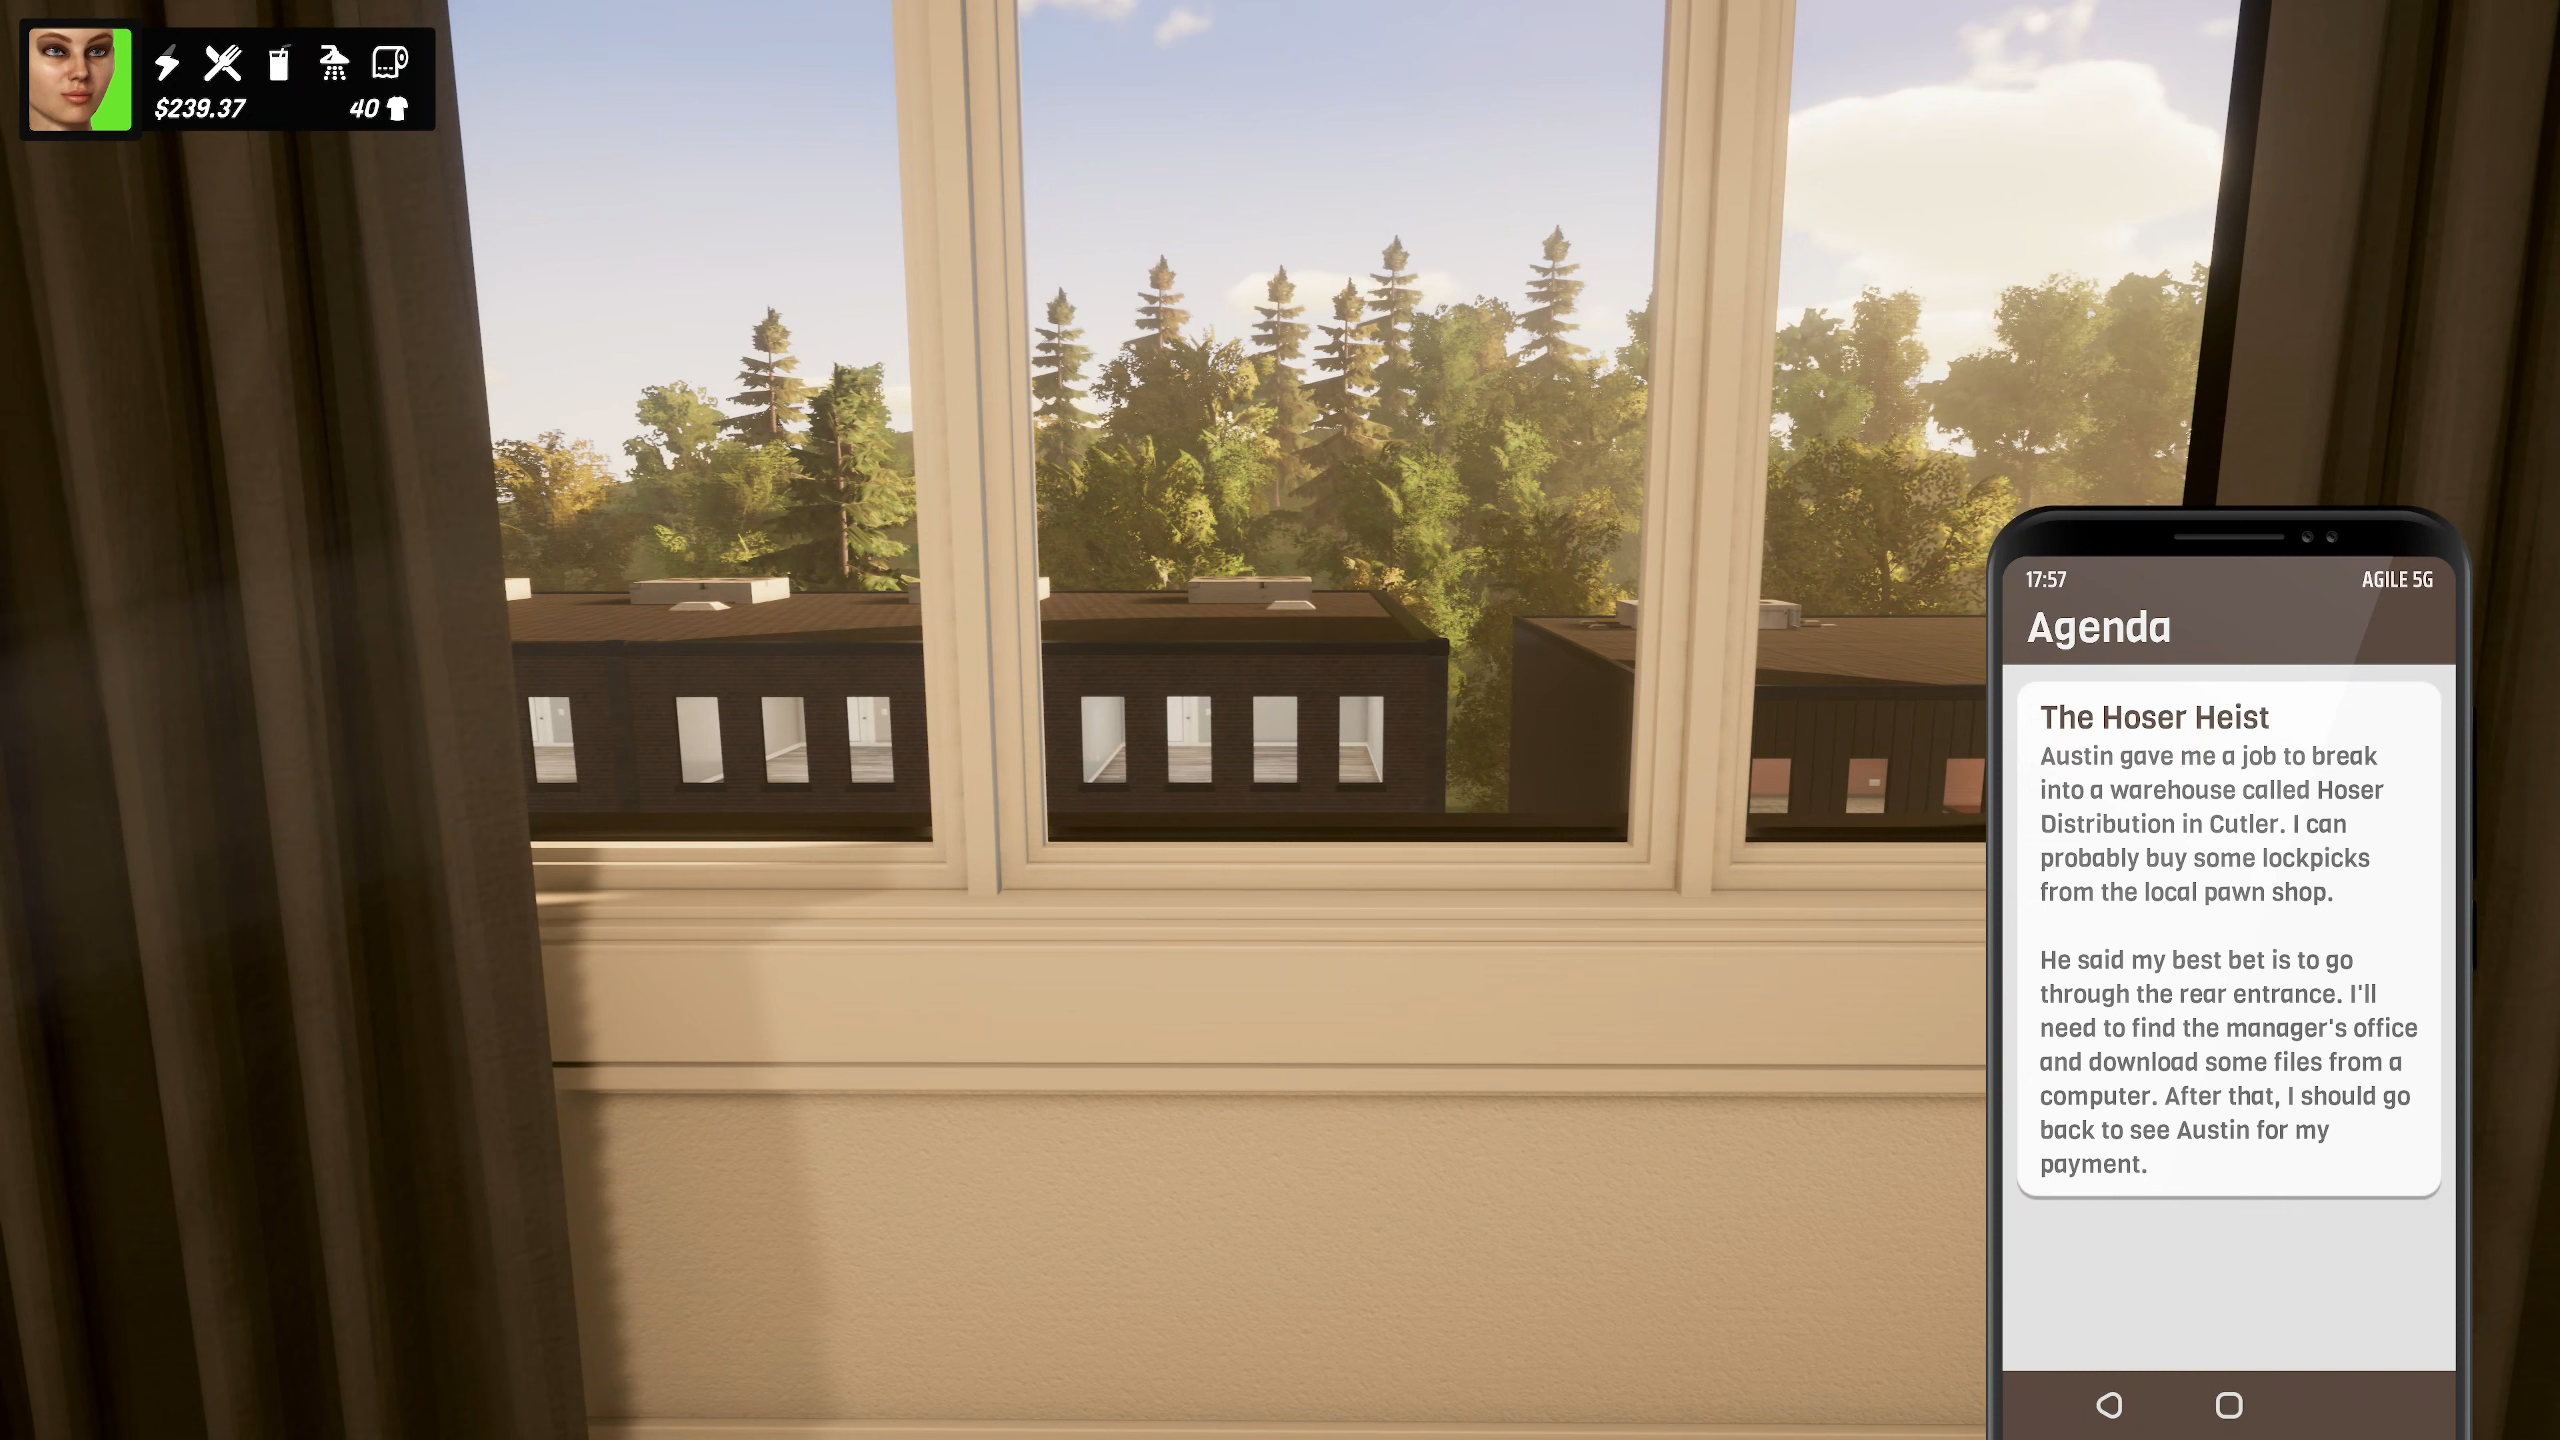 $239.37
40
17:57
AGILE 5G
Agenda
The Hoser Heist
Austin gave me a job to break
into a warehouse called Hoser
Distribution in Cutler. I can
probably buy some lockpicks
from the local pawn shop.
He said my best bet is to go
through the rear entrance. I'll
need to find the manager's office
and download some files from a
computer. After that, I should go
back to see Austin for my
payment.